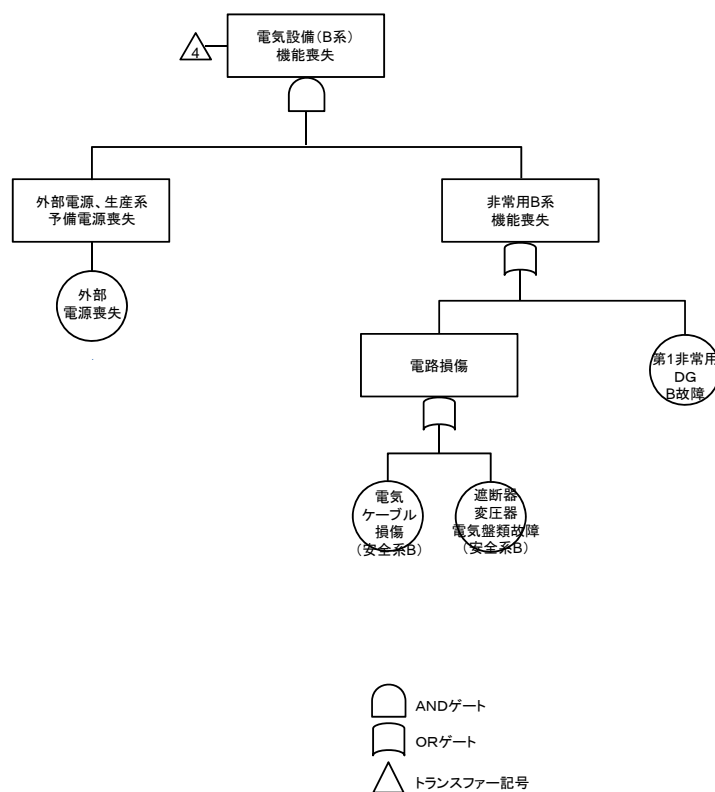 4
電気設備(B系)
機能喪失
外部電源、生産系
予備電源喪失
非常用B系
機能喪失
外部
電源喪失
電路損傷
第1非常用
DG
B故障
電気
ケーブル
損傷
(安全系B)
遮断器
変圧器
電気盤類故障
(安全系B)
ANDゲート
ORゲート
トランスファー記号